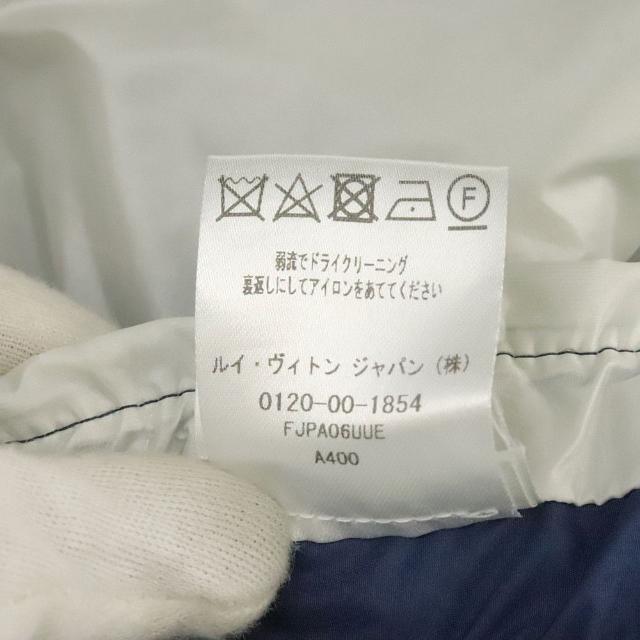 F
弱流でドライクリーニング
裏返しにしてアイロンをあててください
ルイ・ヴィトン ジャパン (株)
0120-00-1854
FJPA06UUE
A400